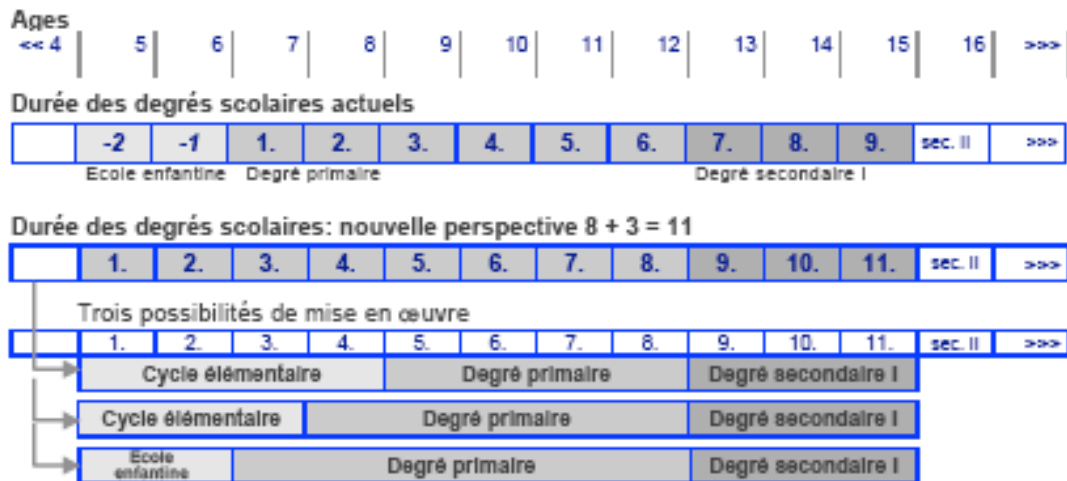 Ages
<< 4 5 6 7 8 9 10 11 12 13 14 15 16 >>>
Durée des degrés scolaires actuels
-2 -1 1. 2. 3. 4. 5. 6. 7. 8. 9. sec. II >>>
Ecole enfantine Degré primaire Degré secondaire I
Durée des degrés scolaires: nouvelle perspective 8 + 3 = 11
1. 2. 3. 4. 5. 6. 7. 8. 9. 10. 11. sec. II >>>
Trois possibilités de mise en œuvre
1. 2. 3. 4. 5. 6. 7. 8. 9. 10. 11. sec. II >>>
Cycle élémentaire Degré primaire Degré secondaire I
Cycle élémentaire Degré primaire Degré secondaire I
Ecole
enfantine Degré primaire Degré secondaire I